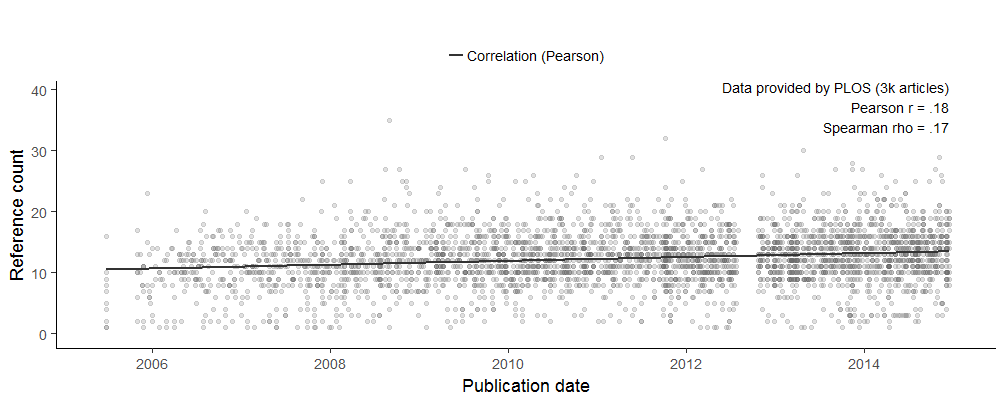 Correlation (Pearson)
Data provided by PLOS (3k articles)
Pearson r = .18
Spearman rho = .17
Reference count
40
30
20
10
0
2006 2008 2010 2012 2014
Publication date